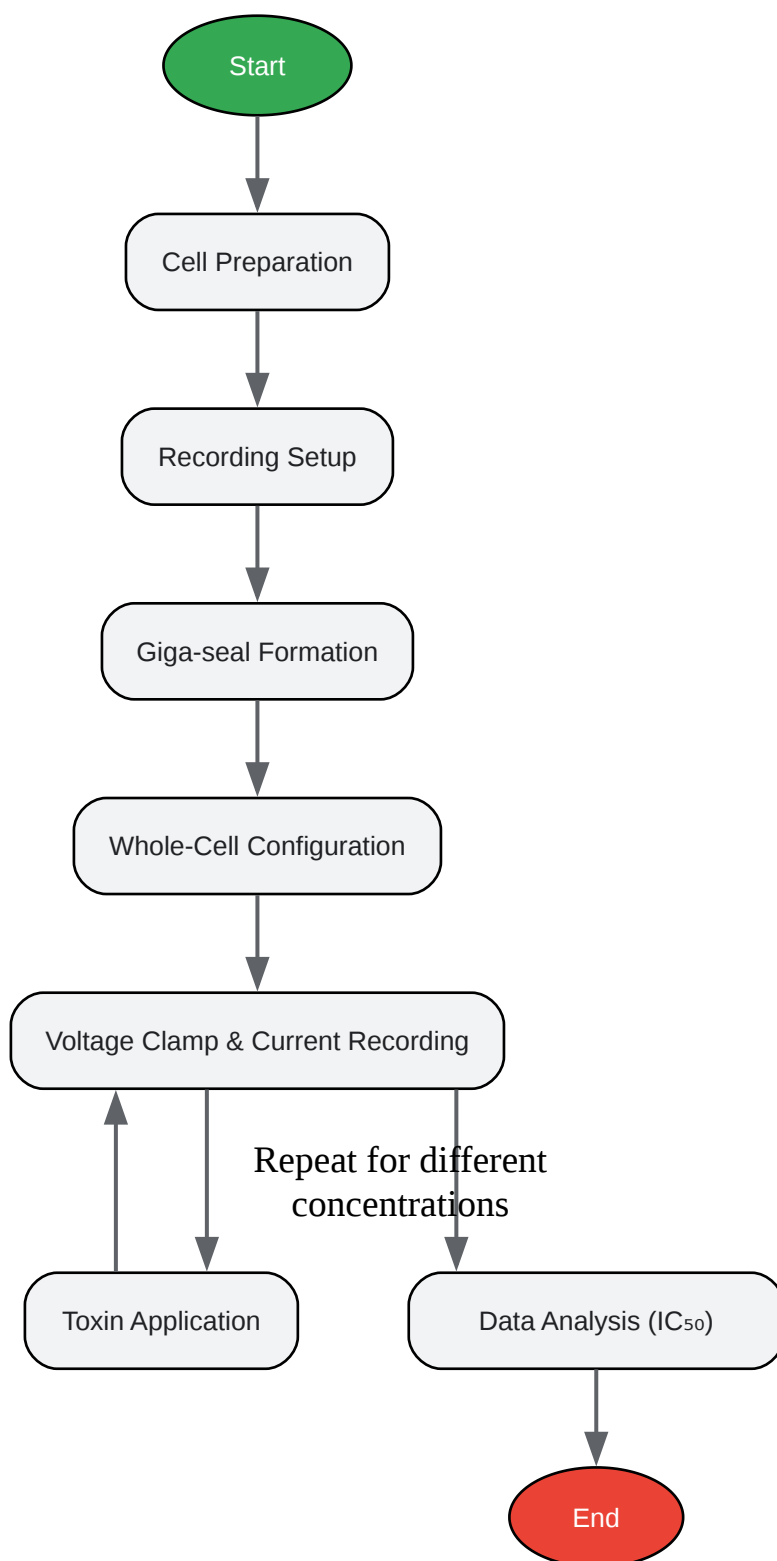 Start
Cell Preparation
Recording Setup
Giga-seal Formation
Whole-Cell Configuration
Voltage Clamp & Current Recording
Repeat for different
concentrations
Toxin Application
Data Analysis (IC₅₀)
End